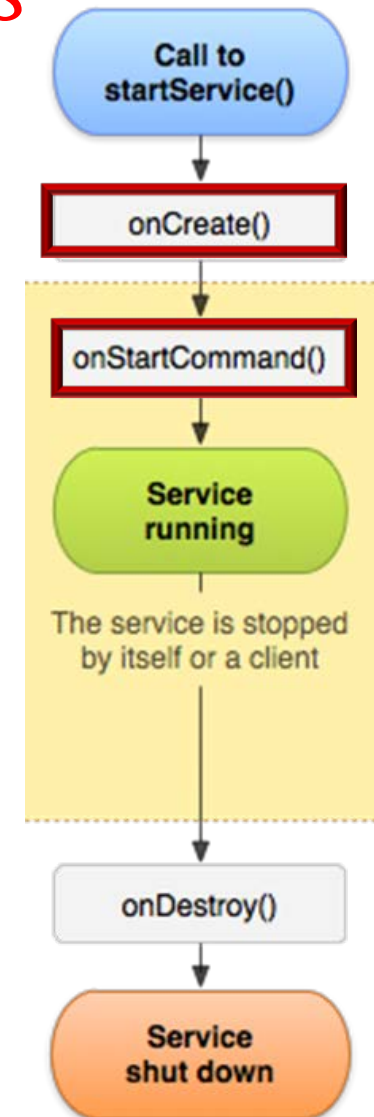 s
Call to
startService()
onCreate()
onStartCommand()
Service
running
The service is stopped
by itself or a client
onDestroy()
Service
shut down